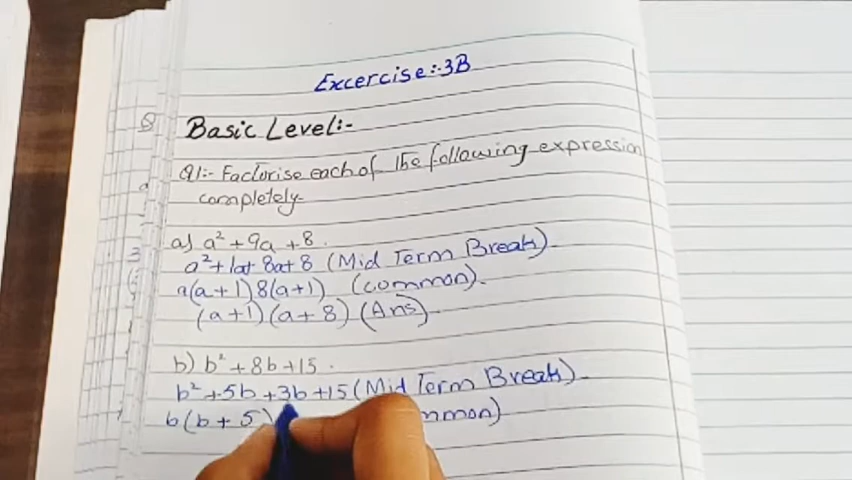 Excercise:-3B
Basic Level:-
Q1:- Factorise each of the following expression
completely.
a) a² + 9a + 8.
a² + 1a + 8a + 8 (Mid Term Break)
a(a + 1) 8(a + 1) (common).
(a + 1) (a + 8) (Ans)
b) b² + 8b + 15.
b² + 5b + 3b + 15 (Mid Term Break)
b(b + 5) mmon)